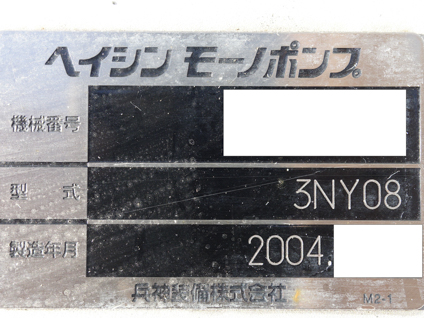 ヘイシン モーノポンプ
機械番号
型式 3NY08
製造年月 2004
兵神装備株式会社
M2-1